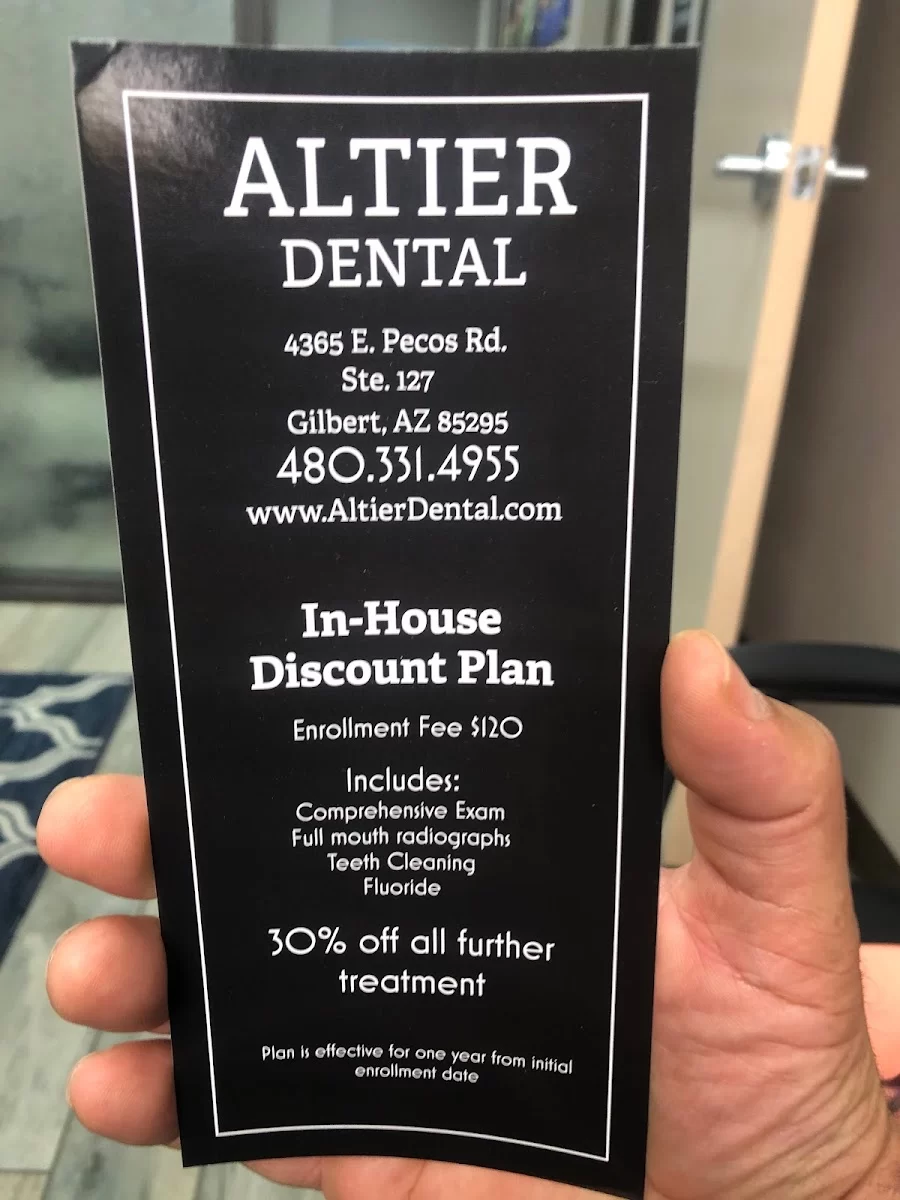 ALTIER
DENTAL
4365 E. Pecos Rd.
Ste. 127
Gilbert, AZ 85295
480.331.4955
www.AltierDental.com
In-House
Discount Plan
Enrollment Fee $120
Includes:
Comprehensive Exam
Full mouth radiographs
Teeth Cleaning
Fluoride
30% off all further
treatment
Plan is effective for one year from initial
enrollment date